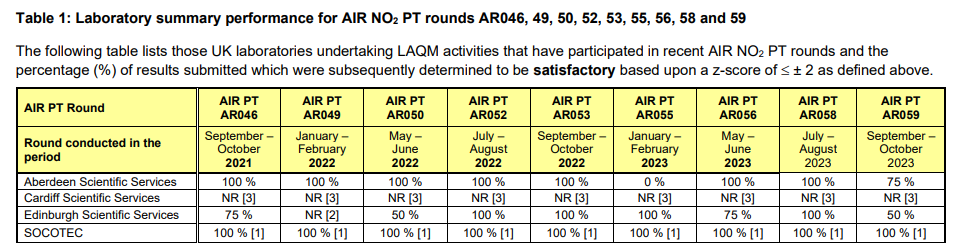 Table 1: Laboratory summary performance for AIR NO₂ PT rounds AR046, 49, 50, 52, 53, 55, 56, 58 and 59
The following table lists those UK laboratories undertaking LAQM activities that have participated in recent AIR NO₂ PT rounds and the
percentage (%) of results submitted which were subsequently determined to be satisfactory based upon a z-score of ≤ ± 2 as defined above.
AIR PT Round AIR PT AR046 AIR PT AR049 AIR PT AR050 AIR PT AR052 AIR PT AR053 AIR PT AR055 AIR PT AR056 AIR PT AR058 AIR PT AR059
Round conducted in the period September – October 2021 January – February 2022 May – June 2022 July – August 2022 September – October 2022 January – February 2023 May – June 2023 July – August 2023 September – October 2023
Aberdeen Scientific Services 100 % 100 % 100 % 100 % 100 % 0 % 100 % 100 % 75 %
Cardiff Scientific Services NR [3] NR [3] NR [3] NR [3] NR [3] NR [3] NR [3] NR [3] NR [3]
Edinburgh Scientific Services 75 % NR [2] 50 % 100 % 100 % 100 % 75 % 100 % 50 %
SOCOTEC 100 % [1] 100 % [1] 100 % [1] 100 % [1] 100 % [1] 100 % [1] 100 % [1] 100 % [1] 100 % [1]